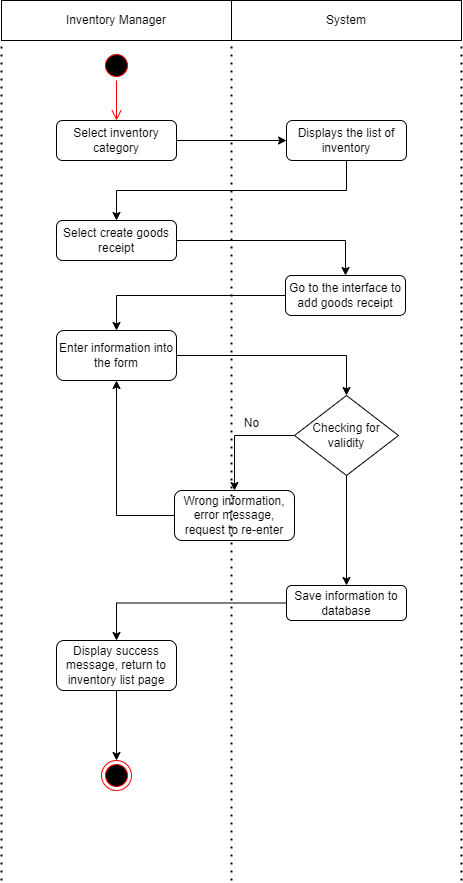 Inventory Manager
System
Select inventory
category
Displays the list of
inventory
Select create goods
receipt
Go to the interface to
add goods receipt
Enter information into
the form
Checking for
validity
No
Wrong information,
error message,
request to re-enter
Save information to
database
Display success
message, return to
inventory list page